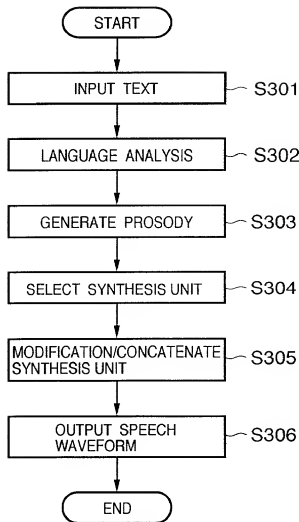 START
INPUT TEXT
S301
LANGUAGE ANALYSIS
S302
GENERATE PROSODY
S303
SELECT SYNTHESIS UNIT
S304
MODIFICATION/CONCATENATE
SYNTHESIS UNIT
S305
OUTPUT SPEECH
WAVEFORM
S306
END